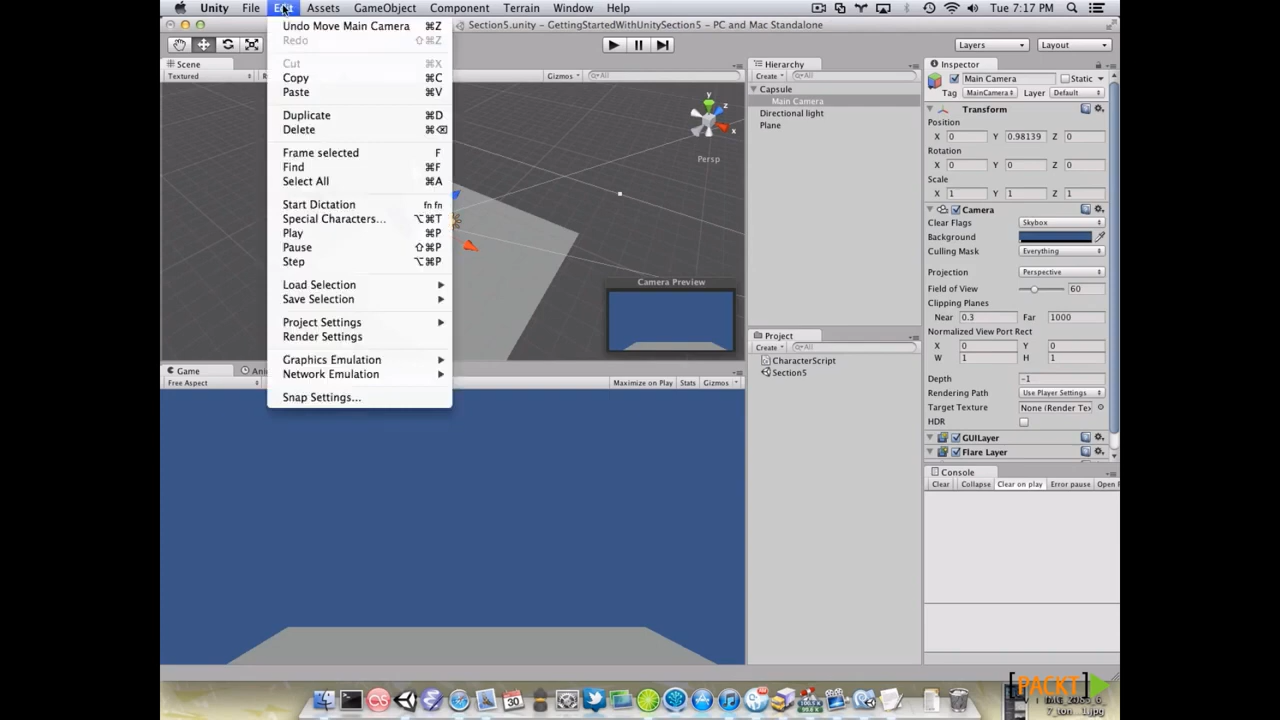 Unity File Edit Assets GameObject Component Terrain Window Help Tue 7:17 PM
Section5.unity - GettingStartedWithUnitySection5 - PC and Mac Standalone
Layers Layout
Undo Move Main Camera ⌘Z
Redo ⇧⌘Z
Cut ⌘X
Copy ⌘C
Paste ⌘V
Duplicate ⌘D
Delete ⌘⌫
Frame selected F
Find ⌘F
Select All ⌘A
Start Dictation fn fn
Special Characters... ⌥⌘T
Play ⌘P
Pause ⇧⌘P
Step ⌥⌘P
Load Selection
Save Selection
Project Settings
Render Settings
Graphics Emulation
Network Emulation
Snap Settings...
Scene
Textured
Gizmos All
y
z
x
Persp
Camera Preview
Game
Free Aspect Maximize on Play Stats Gizmos
Hierarchy
Create All
Capsule
Main Camera
Directional light
Plane
Project
Create All
CharacterScript
Section5
Inspector
Main Camera Static
Tag MainCamera Layer Default
Transform
Position
X 0 Y 0.98139 Z 0
Rotation
X 0 Y 0 Z 0
Scale
X 1 Y 1 Z 1
Camera
Clear Flags Skybox
Background
Culling Mask Everything
Projection Perspective
Field of View 60
Clipping Planes
Near 0.3 Far 1000
Normalized View Port Rect
X 0 Y 0
W 1 H 1
Depth -1
Rendering Path Use Player Settings
Target Texture None (Render Tex
HDR
GUILayer
Flare Layer
Console
Clear Collapse Clear on play Error pause Open
30
[PACKT]